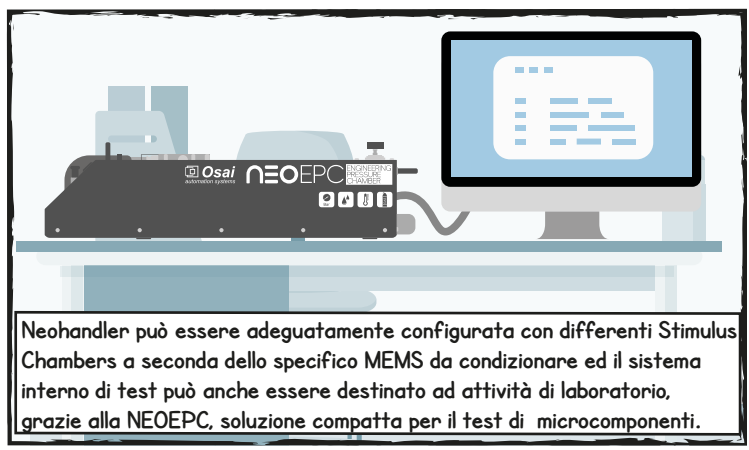 Osai
automation systems
NEOEPC
ENGINEERING
PRESSURE
CHAMBER
Neohandler può essere adeguatamente configurata con differenti Stimulus
Chambers a seconda dello specifico MEMS da condizionare ed il sistema
interno di test può anche essere destinato ad attività di laboratorio,
grazie alla NEOEPC, soluzione compatta per il test di  microcomponenti.